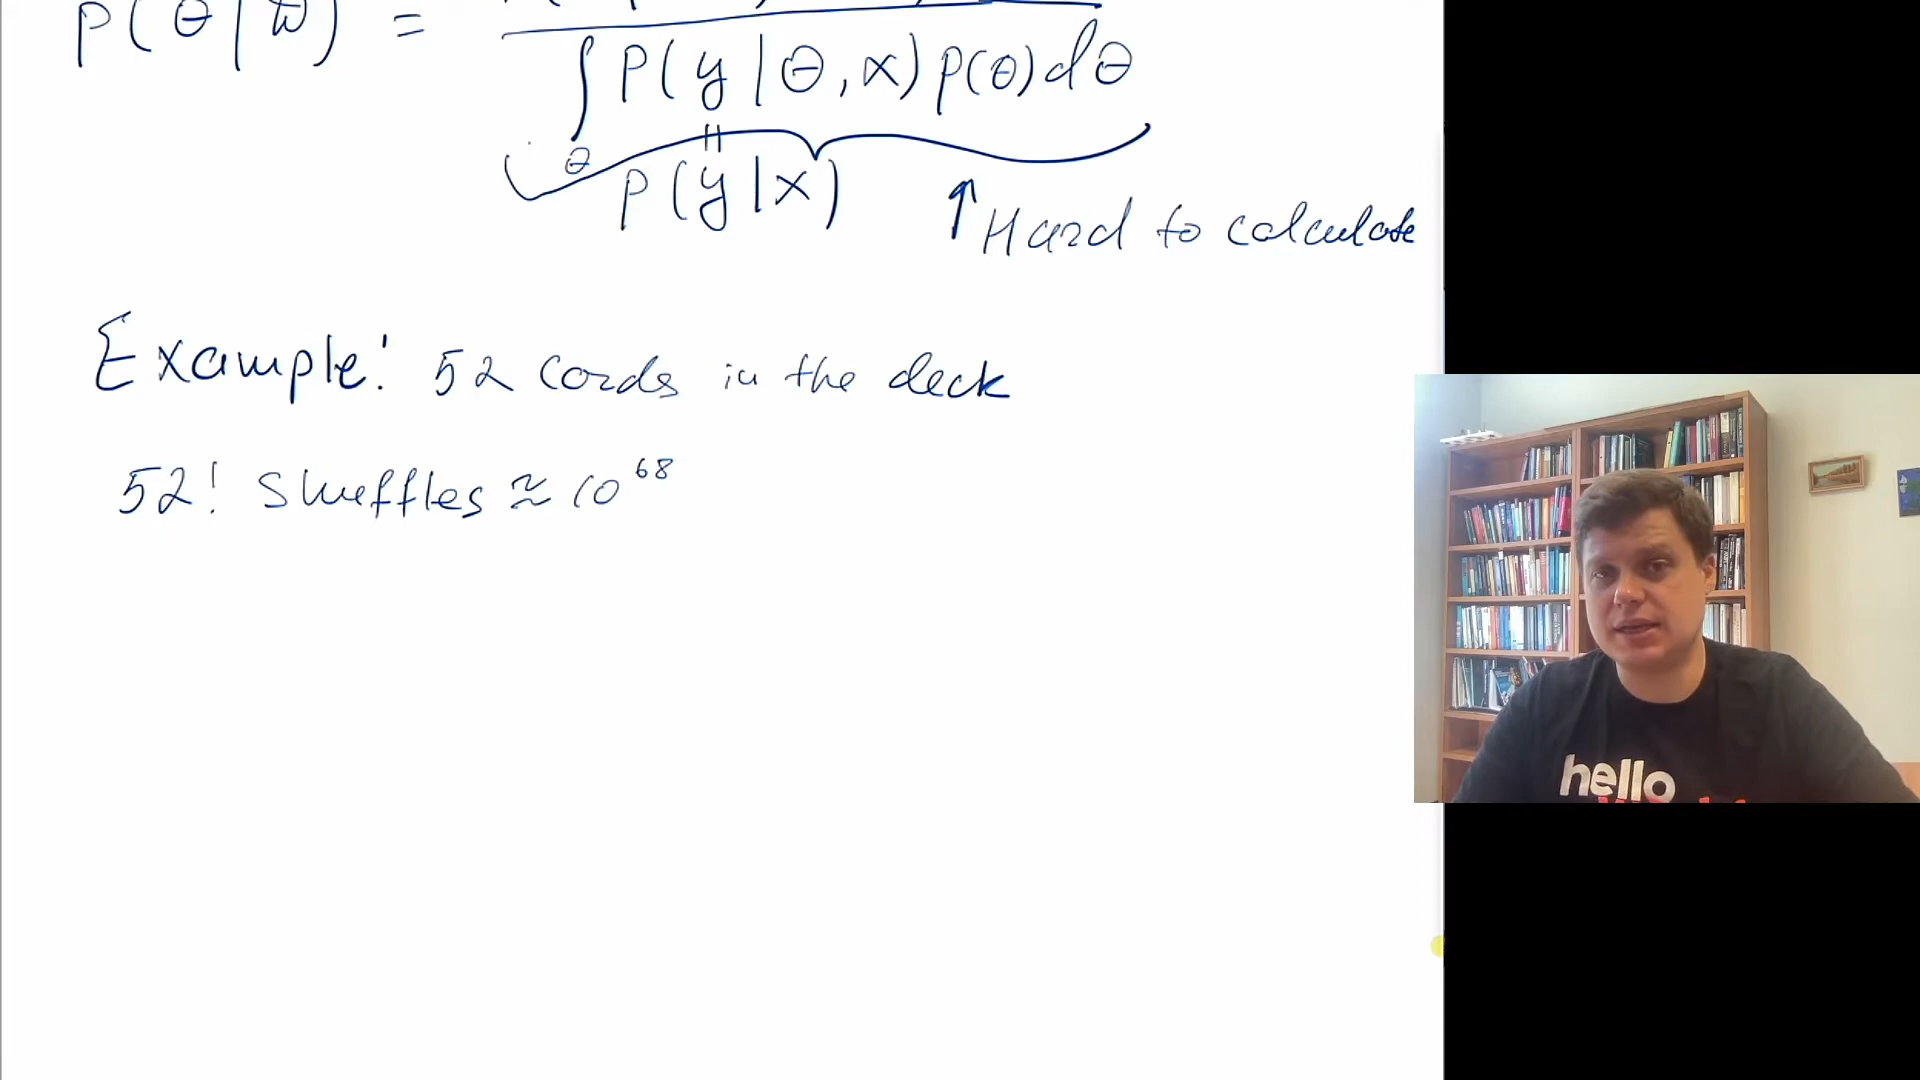 p(θ|D) =
∫ P(y|θ,x) p(θ) dθ
θ
||
P(y|x) ↑ Hard to calculate
Example: 52 cards in the deck
52! Shuffles ≈ 10^68
hello